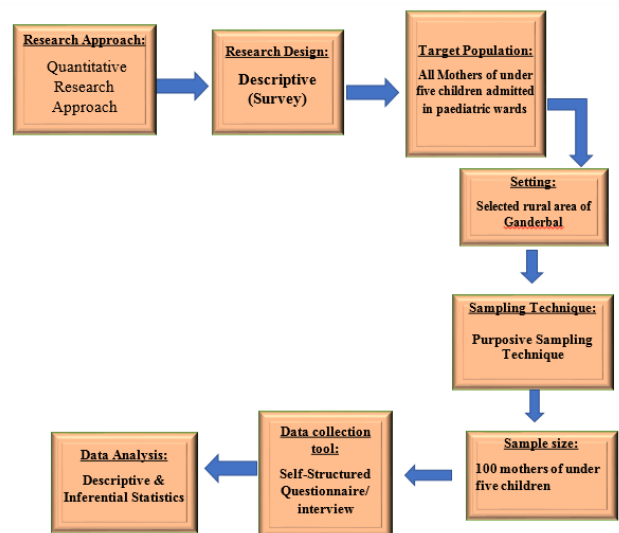 Research Approach:
Quantitative
Research
Approach
Research Design:
Descriptive
(Survey)
Target Population:
All Mothers of under
five children admitted
in paediatric wards
Setting:
Selected rural area of
Ganderbal
Sampling Technique:
Purposive Sampling
Technique
Sample size:
100 mothers of under
five children
Data collection
tool:
Self-Structured
Questionnaire/
interview
Data Analysis:
Descriptive &
Inferential Statistics